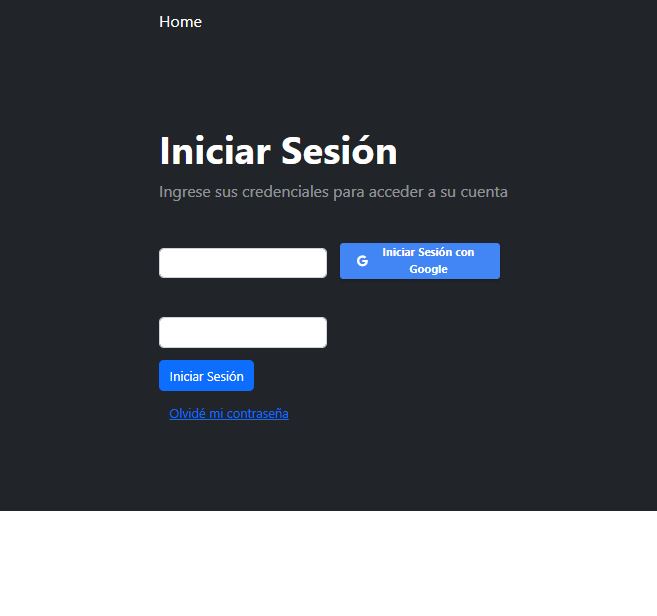 Home
Iniciar Sesión
Ingrese sus credenciales para acceder a su cuenta
Iniciar Sesión con
Google
Iniciar Sesión
Olvidé mi contraseña